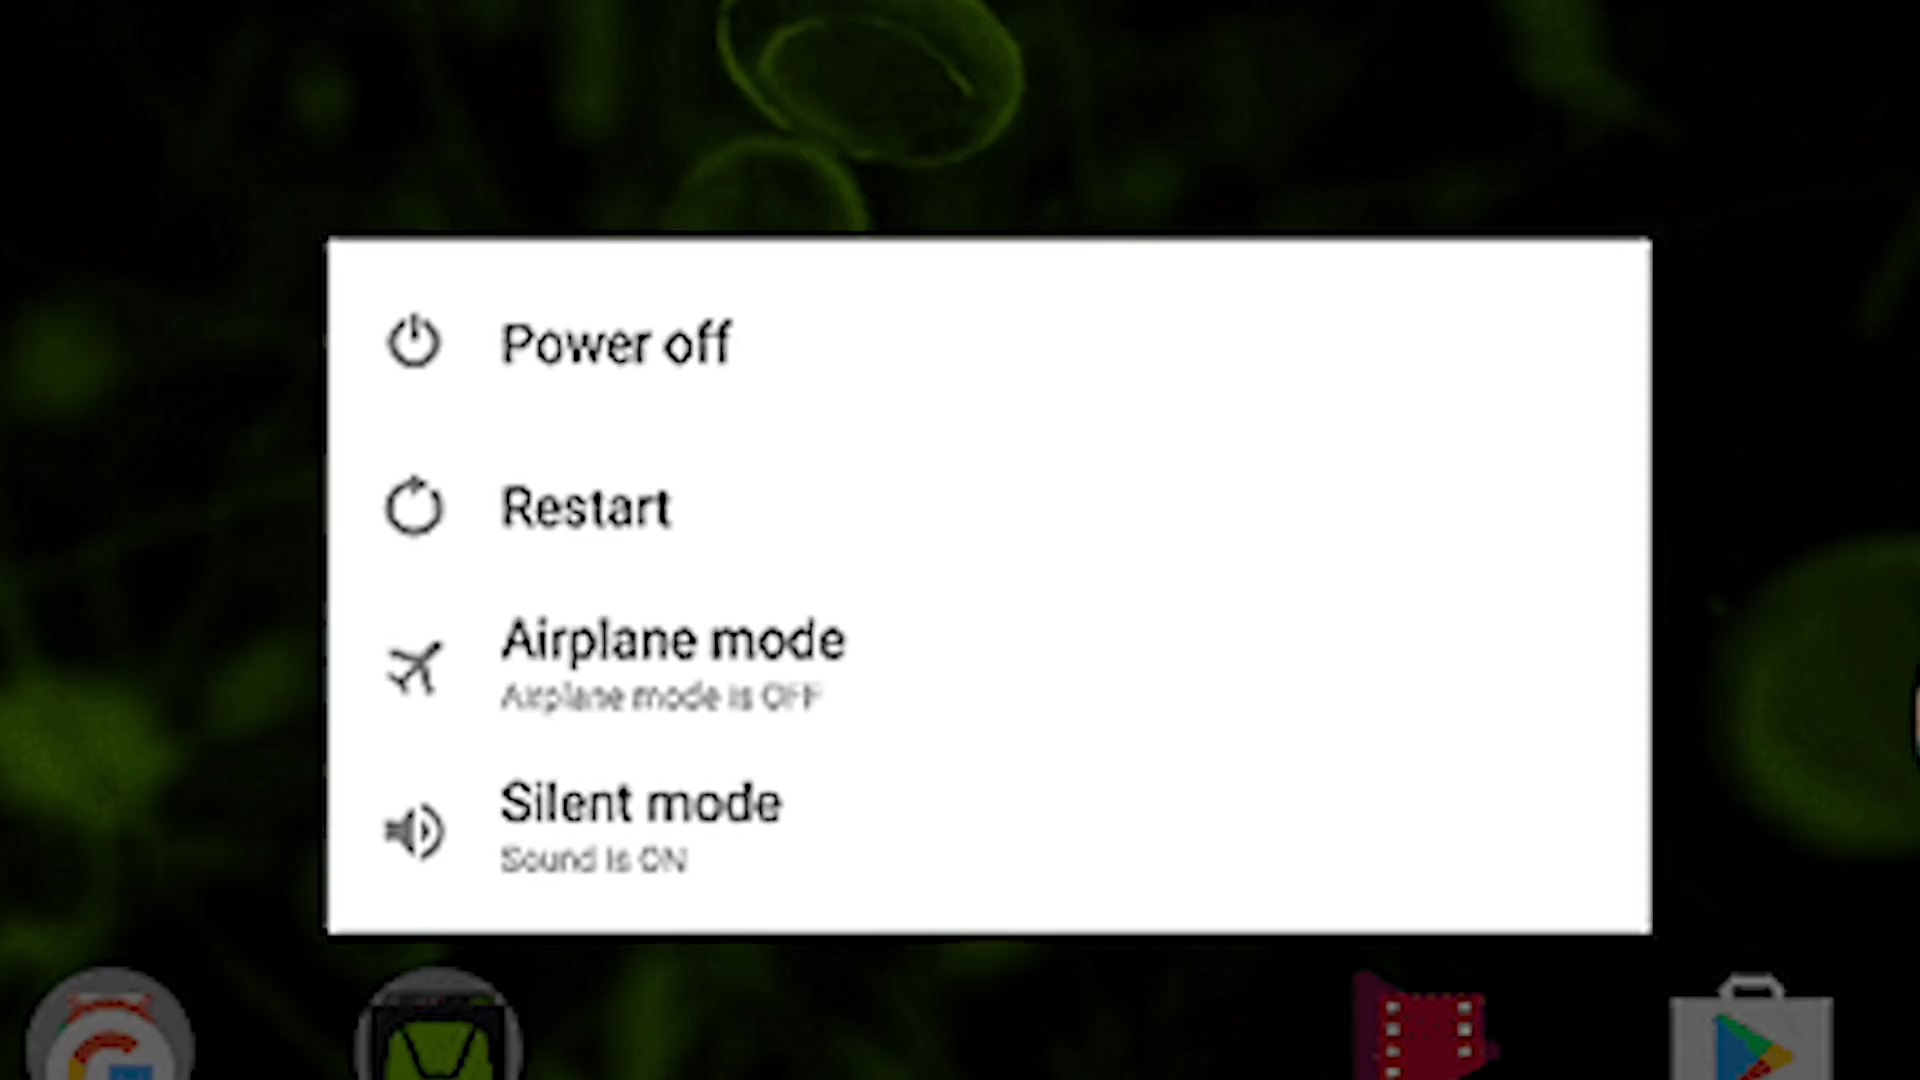 Power off
Restart
Airplane mode
Airplane mode is OFF
Silent mode
Sound is ON